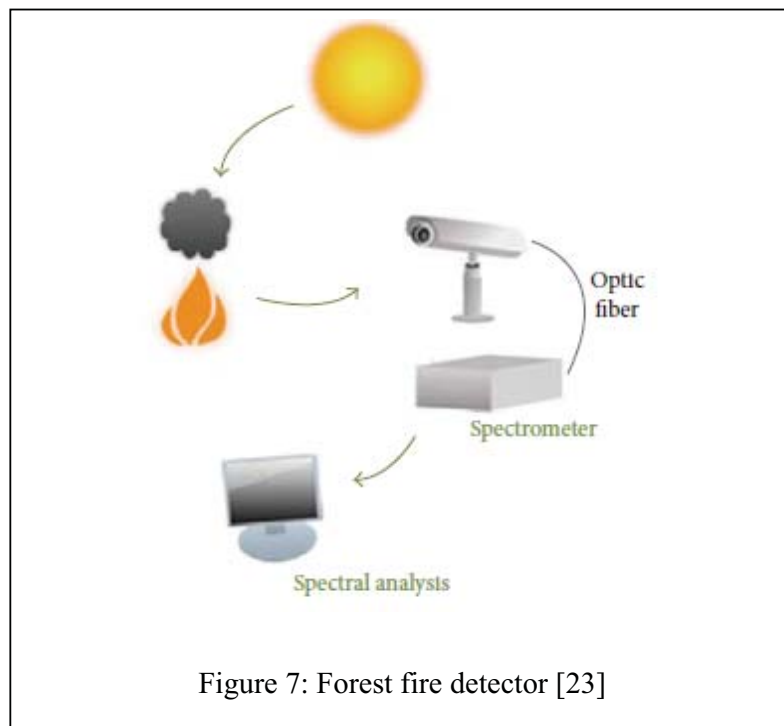 Optic
fiber
Spectrometer
Spectral analysis
Figure 7: Forest fire detector [23]